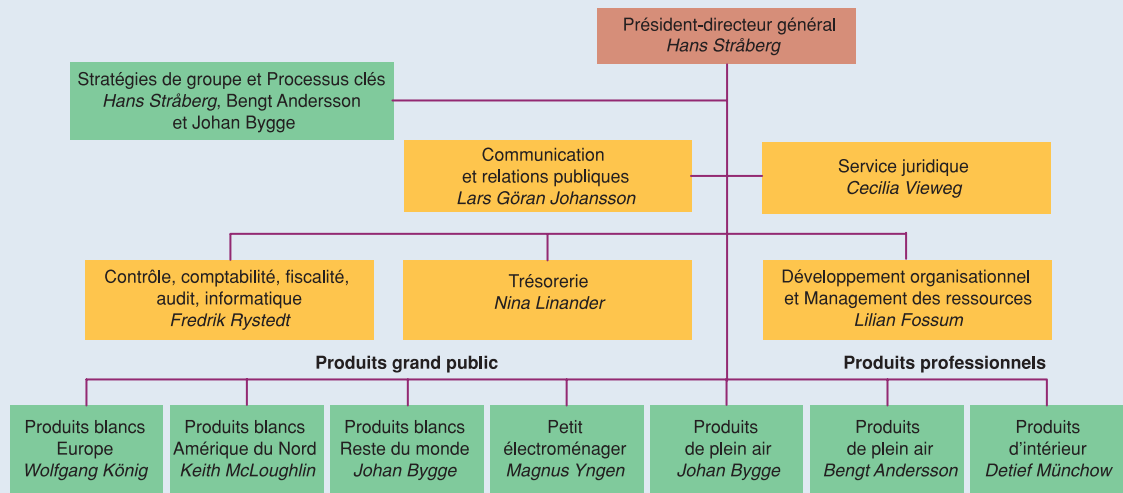 Président-directeur général
Hans Stråberg
Stratégies de groupe et Processus clés
Hans Stråberg, Bengt Andersson
et Johan Bygge
Communication
et relations publiques
Lars Göran Johansson
Service juridique
Cecilia Vieweg
Contrôle, comptabilité, fiscalité,
audit, informatique
Fredrik Rystedt
Trésorerie
Nina Linander
Développement organisationnel
et Management des ressources
Lilian Fossum
Produits grand public
Produits professionnels
Produits blancs
Europe
Wolfgang König
Produits blancs
Amérique du Nord
Keith McLoughlin
Produits blancs
Reste du monde
Johan Bygge
Petit
électroménager
Magnus Yngen
Produits
de plein air
Johan Bygge
Produits
de plein air
Bengt Andersson
Produits
d'intérieur
Detief Münchow